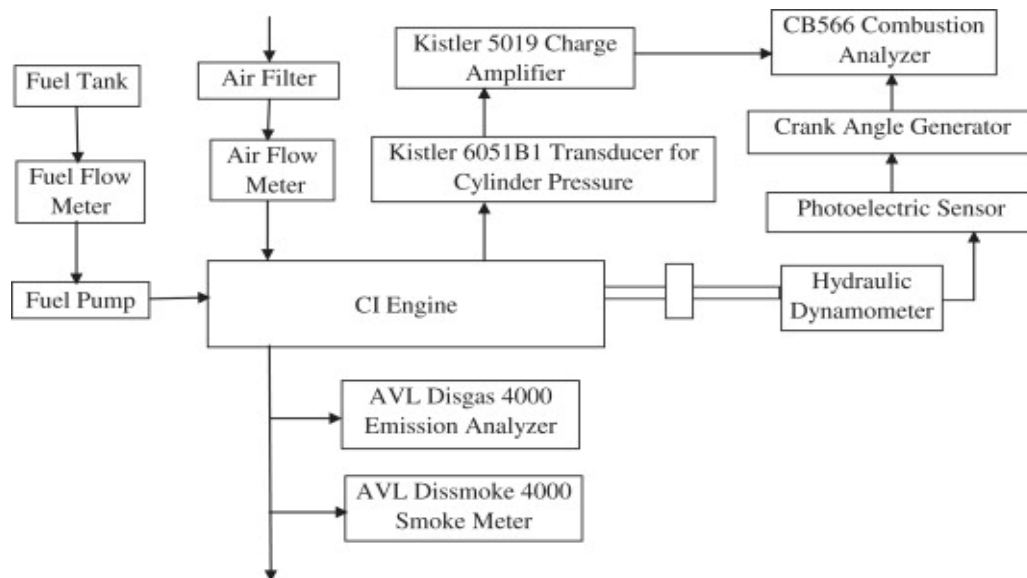 Fuel Tank
Fuel Flow
Meter
Fuel Pump
Air Filter
Air Flow
Meter
Kistler 5019 Charge
Amplifier
CB566 Combustion
Analyzer
Kistler 6051B1 Transducer for
Cylinder Pressure
Crank Angle Generator
Photoelectric Sensor
CI Engine
Hydraulic
Dynamometer
AVL Disgas 4000
Emission Analyzer
AVL Dissmoke 4000
Smoke Meter